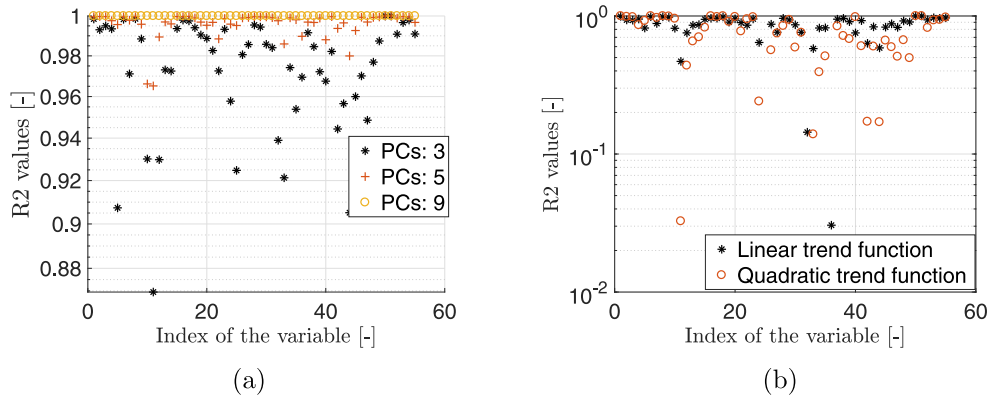 1
0.98
0.96
0.94
0.92
0.9
0.88
R2 values [-]
PCs: 3
PCs: 5
PCs: 9
0 20 40 60
Index of the variable [-]
(a)
10^0
10^-1
10^-2
R2 values [-]
Linear trend function
Quadratic trend function
0 20 40 60
Index of the variable [-]
(b)